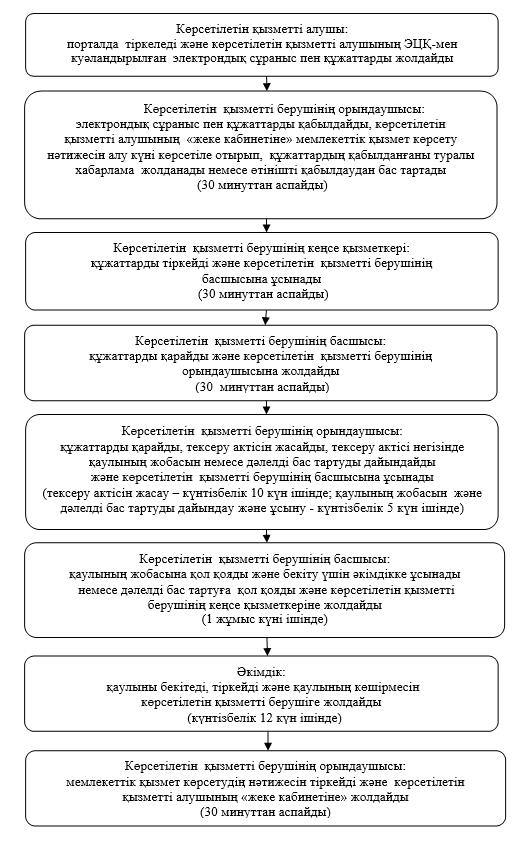 Көрсетілетін қызметті алушы:
порталда тіркеледі және көрсетілетін қызметті алушының ЭЦҚ-мен
куәландырылған электрондық сұраныс пен құжаттарды жолдайды
Көрсетілетін қызметті берушінің орындаушысы:
электрондық сұраныс пен құжаттарды қабылдайды, көрсетілетін
қызметті алушының «жеке кабинетіне» мемлекеттік қызмет көрсету
нәтижесін алу күні көрсетіле отырып, құжаттардың қабылданғаны туралы
хабарлама жолданады немесе өтінішті қабылдаудан бас тартады
(30 минуттан аспайды)
Көрсетілетін қызметті берушінің кеңсе қызметкері:
құжаттарды тіркейді және көрсетілетін қызметті берушінің
басшысына ұсынады
(30 минуттан аспайды)
Көрсетілетін қызметті берушінің басшысы:
құжаттарды қарайды және көрсетілетін қызметті берушінің
орындаушысына жолдайды
(30 минуттан аспайды)
Көрсетілетін қызметті берушінің орындаушысы:
құжаттарды қарайды, тексеру актісін жасайды, тексеру актісі негізінде
қаулының жобасын немесе дәлелді бас тартуды дайындайды
және көрсетілетін қызметті берушінің басшысына ұсынады
(тексеру актісін жасау – күнтізбелік 10 күн ішінде; қаулының жобасын және
дәлелді бас тартуды дайындау және ұсыну - күнтізбелік 5 күн ішінде)
Көрсетілетін қызметті берушінің басшысы:
қаулының жобасына қол қояды және бекіту үшін әкімдікке ұсынады
немесе дәлелді бас тартуға қол қояды және көрсетілетін қызметті
берушінің кеңсе қызметкеріне жолдайды
(1 жұмыс күні ішінде)
Әкімдік:
қаулыны бекітеді, тіркейді және қаулының көшірмесін
көрсетілетін қызметті берушіге жолдайды
(күнтізбелік 12 күн ішінде)
Көрсетілетін қызметті берушінің орындаушысы:
мемлекеттік қызмет көрсетудің нәтижесін тіркейді және көрсетілетін
қызметті алушының «жеке кабинетіне» жолдайды
(30 минуттан аспайды)